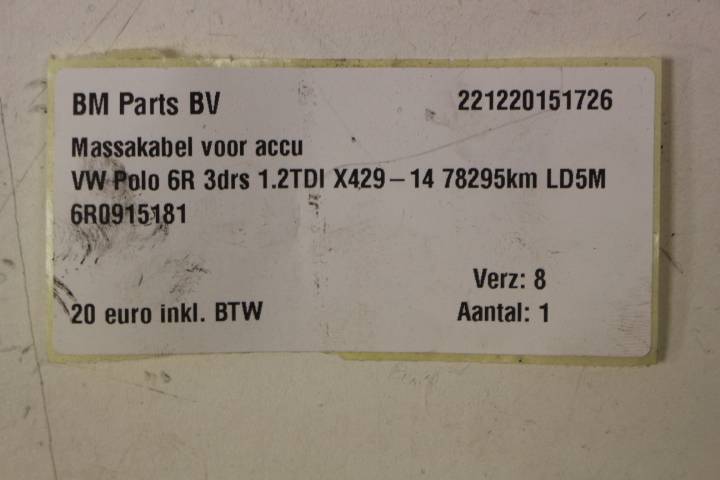 BM Parts BV 221220151726
Massakabel voor accu
VW Polo 6R 3drs 1.2TDI X429-14 78295km LD5M
6R0915181
Verz: 8
20 euro inkl. BTW Aantal: 1